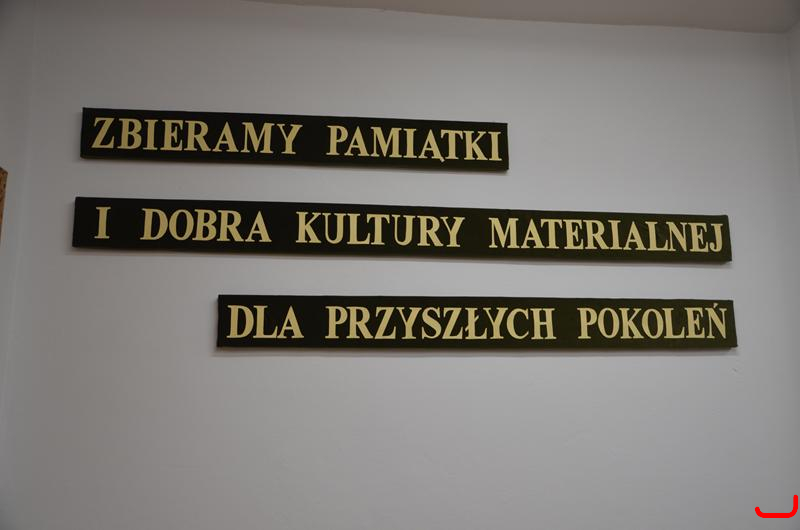 ZBIERAMY PAMIĄTKI
I DOBRA KULTURY MATERIALNEJ
DLA PRZYSZŁYCH POKOLEŃ